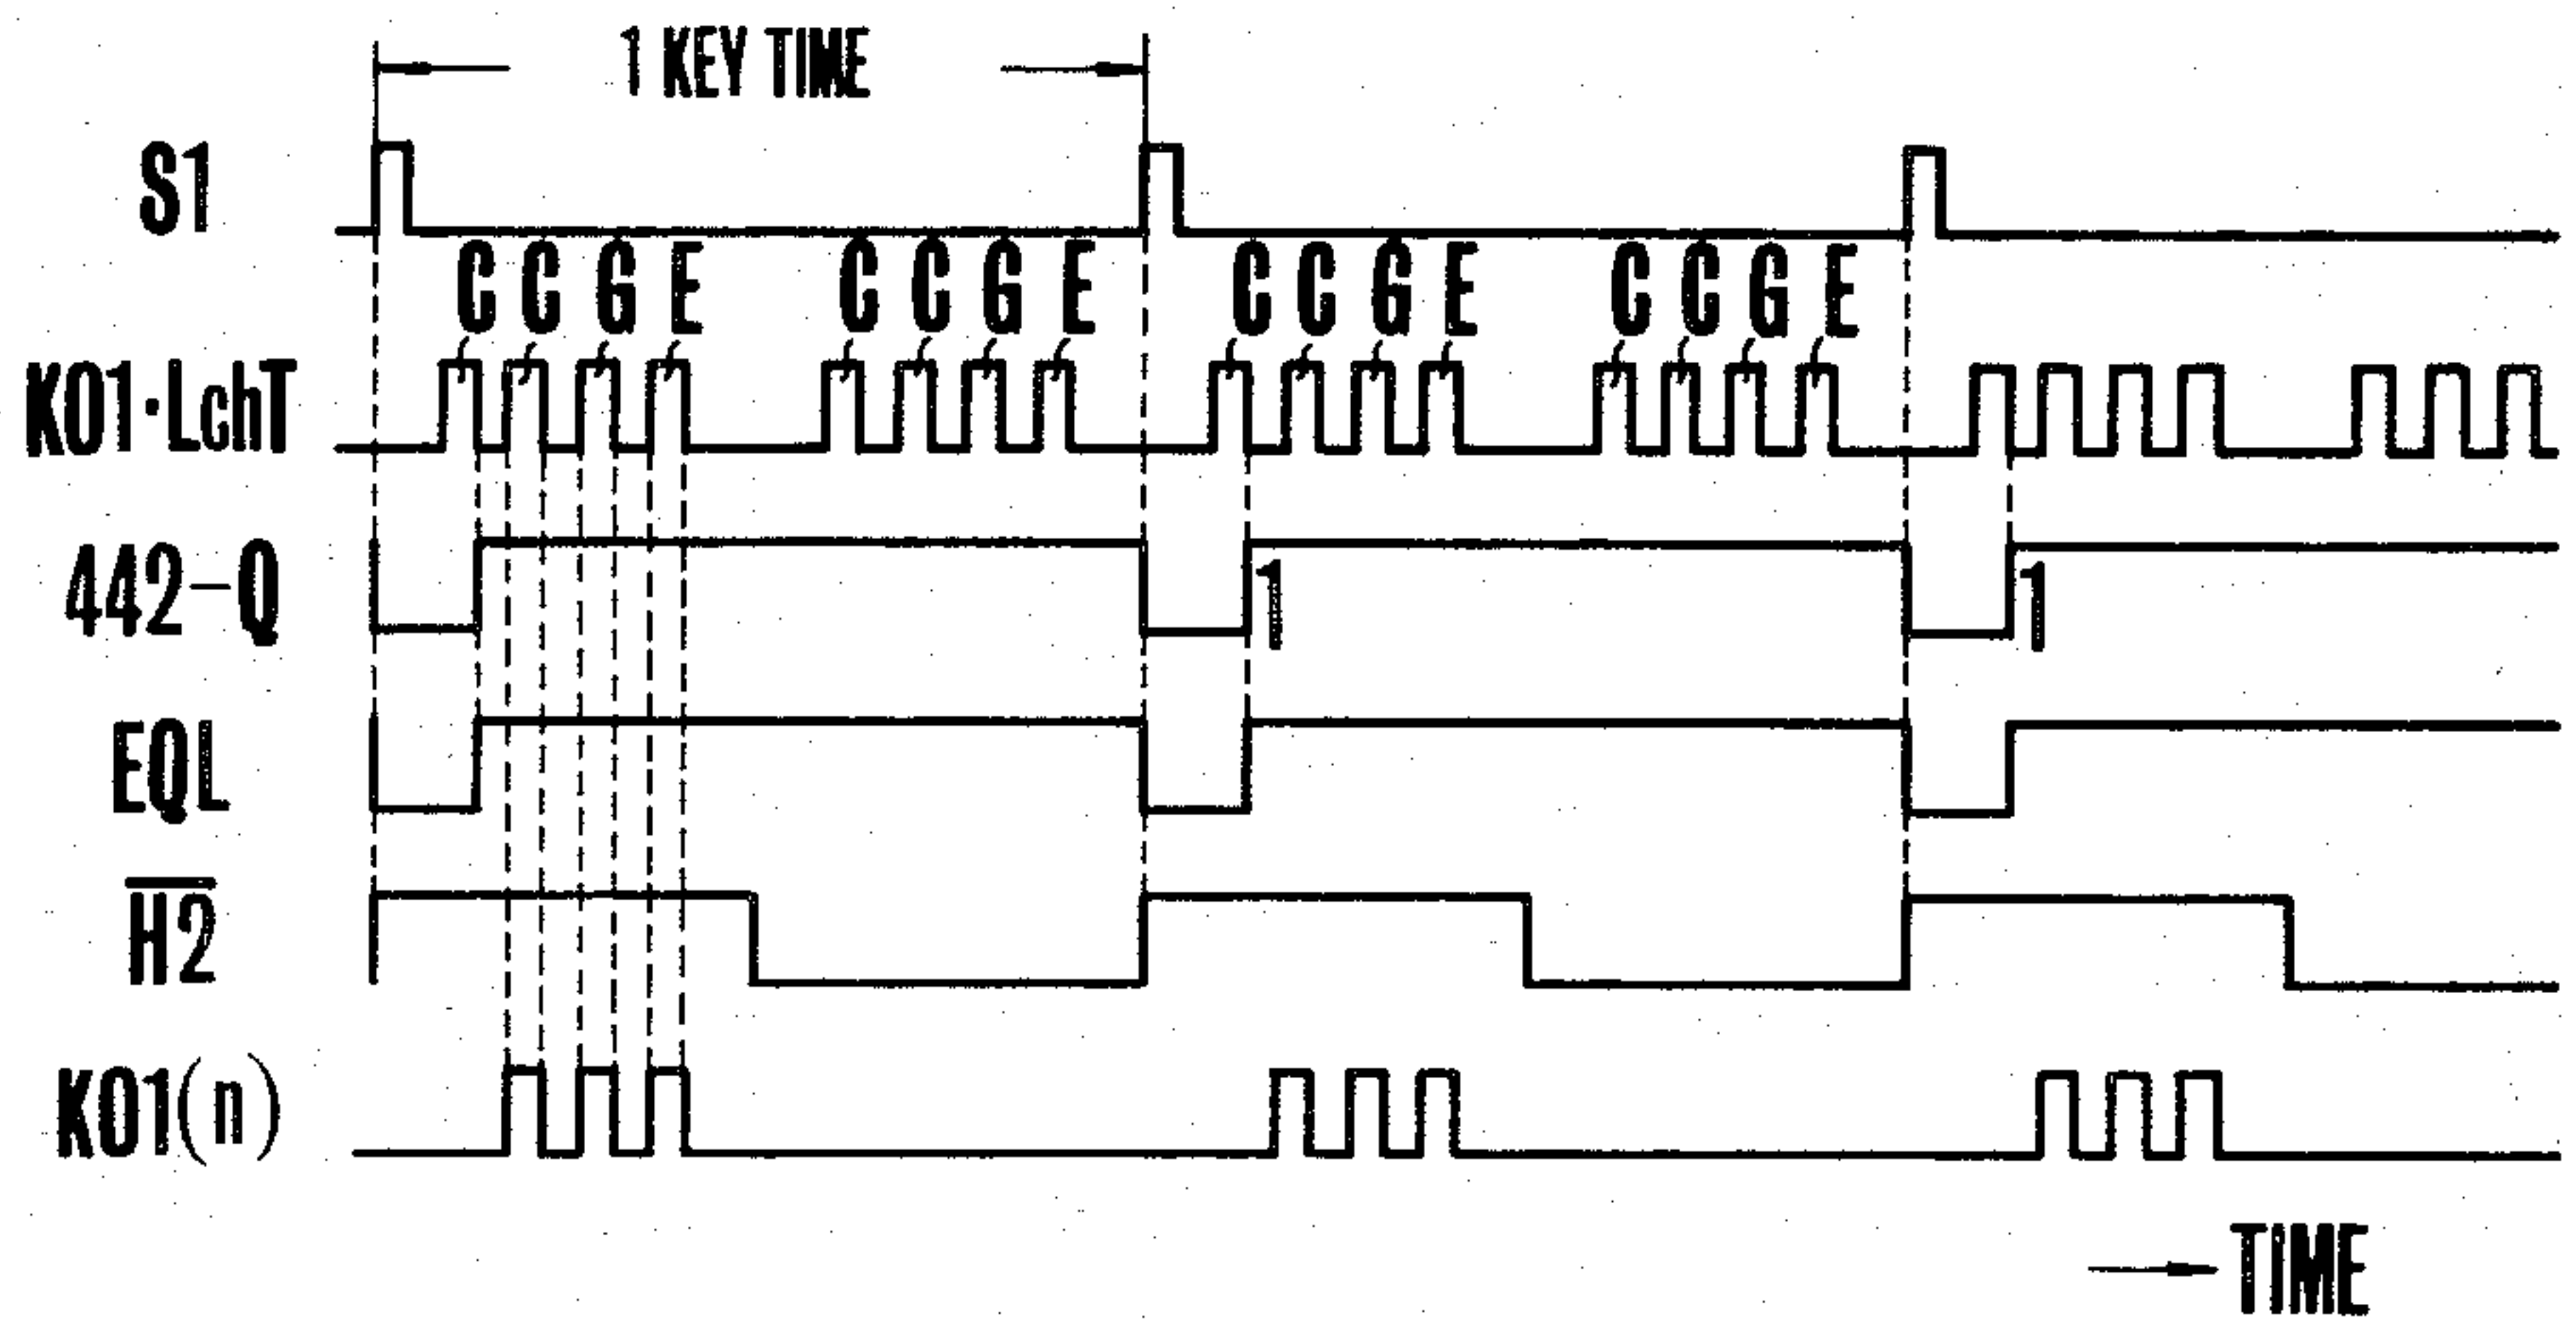 1 KEY TIME
S1
C C G E C C G E C C G E C C G E
K01·LchT
442-Q
1 1
EQL
H2
K01(n)
TIME